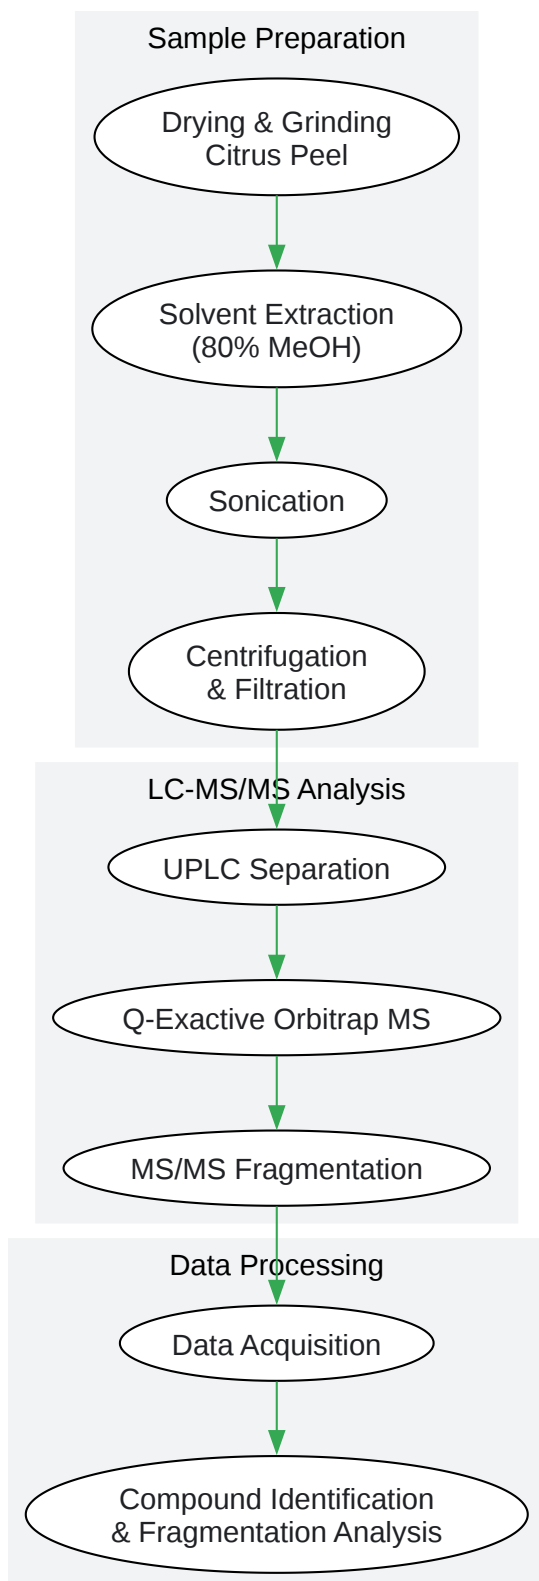 Sample Preparation
Drying & Grinding
Citrus Peel
Solvent Extraction
(80% MeOH)
Sonication
Centrifugation
& Filtration
LC-MS/MS Analysis
UPLC Separation
Q-Exactive Orbitrap MS
MS/MS Fragmentation
Data Processing
Data Acquisition
Compound Identification
& Fragmentation Analysis